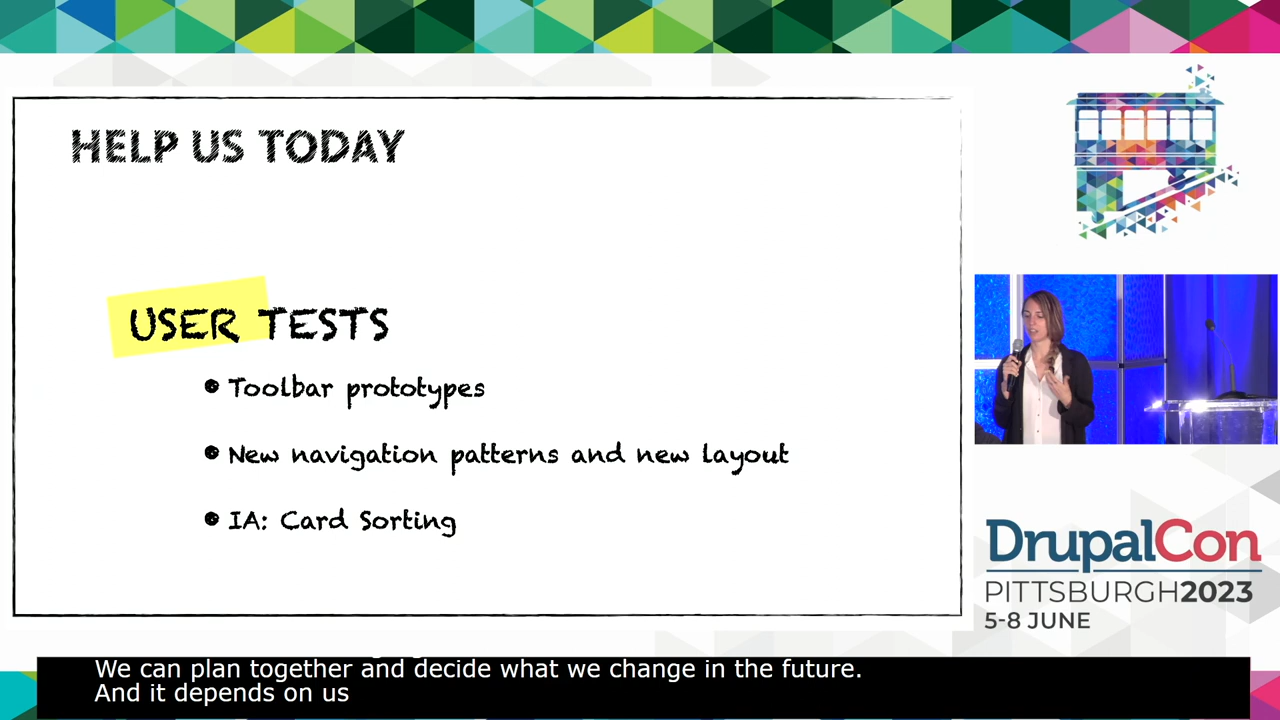 HELP US TODAY
USER TESTS
Toolbar prototypes
New navigation patterns and new layout
IA: Card Sorting
DrupalCon
PITTSBURGH2023
5-8 JUNE
We can plan together and decide what we change in the future.
And it depends on us